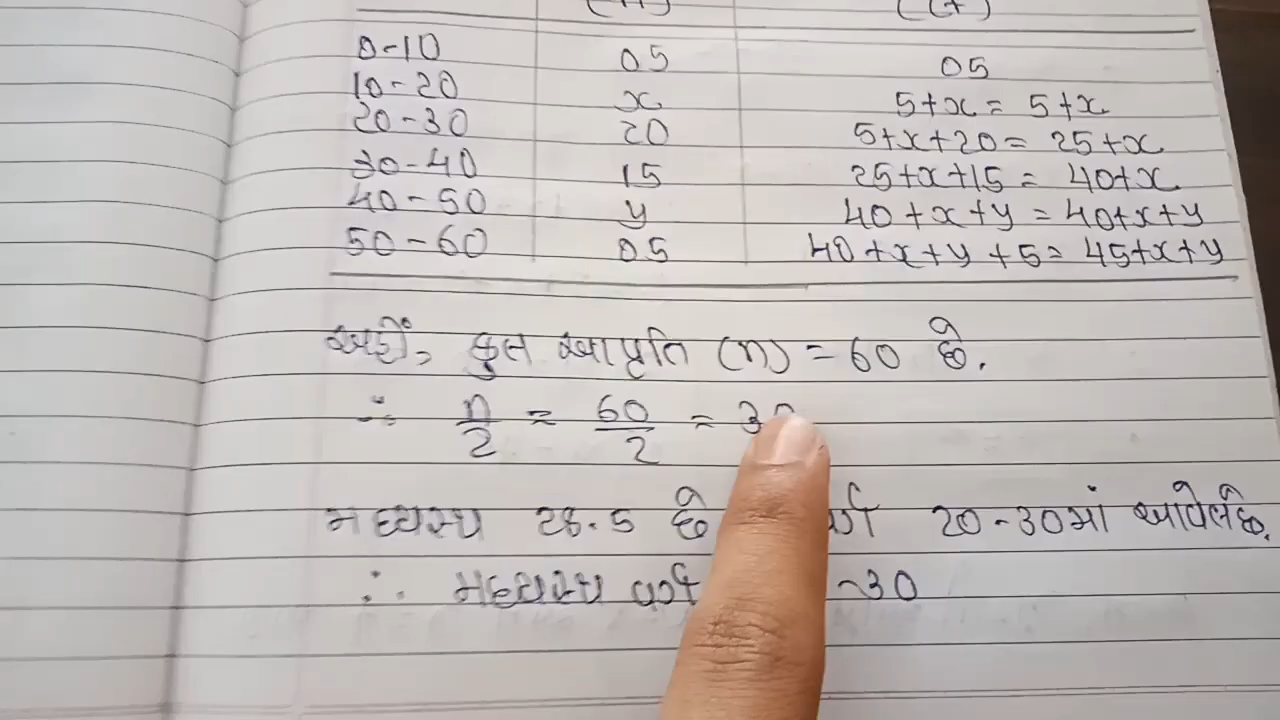 0-10 05 05
10-20 x 5+x = 5+x
20-30 20 5+x+20 = 25+x
30-40 15 25+x+15 = 40+x
40-50 y 40+x+y = 40+x+y
50-60 05 40+x+y+5 = 45+x+y
અહીં, કુલ આવૃતિ (n) = 60 છે.
∴ n/2 = 60/2 = 30
મધ્યસ્થ 28.5 છે 20-30માં આવેલ છે.
∴ મધ્યસ્થ વર્ગ -30